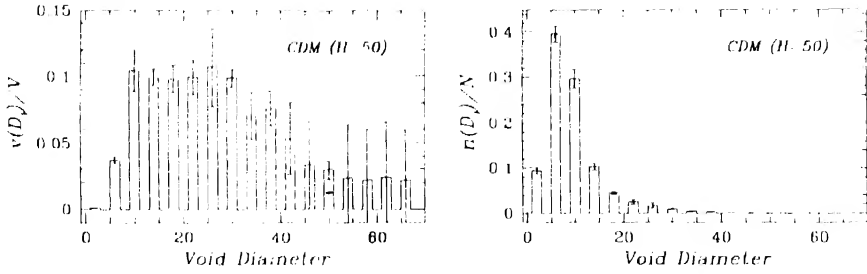 0.15
0.1
0.05
0
v(D_v)/V
CDM (H 50)
0 20 40 60
Void Diameter
0.4
0.3
0.2
0.1
0
n(D_v)/N
CDM (H- 50)
0 20 40 60
Void Diameter